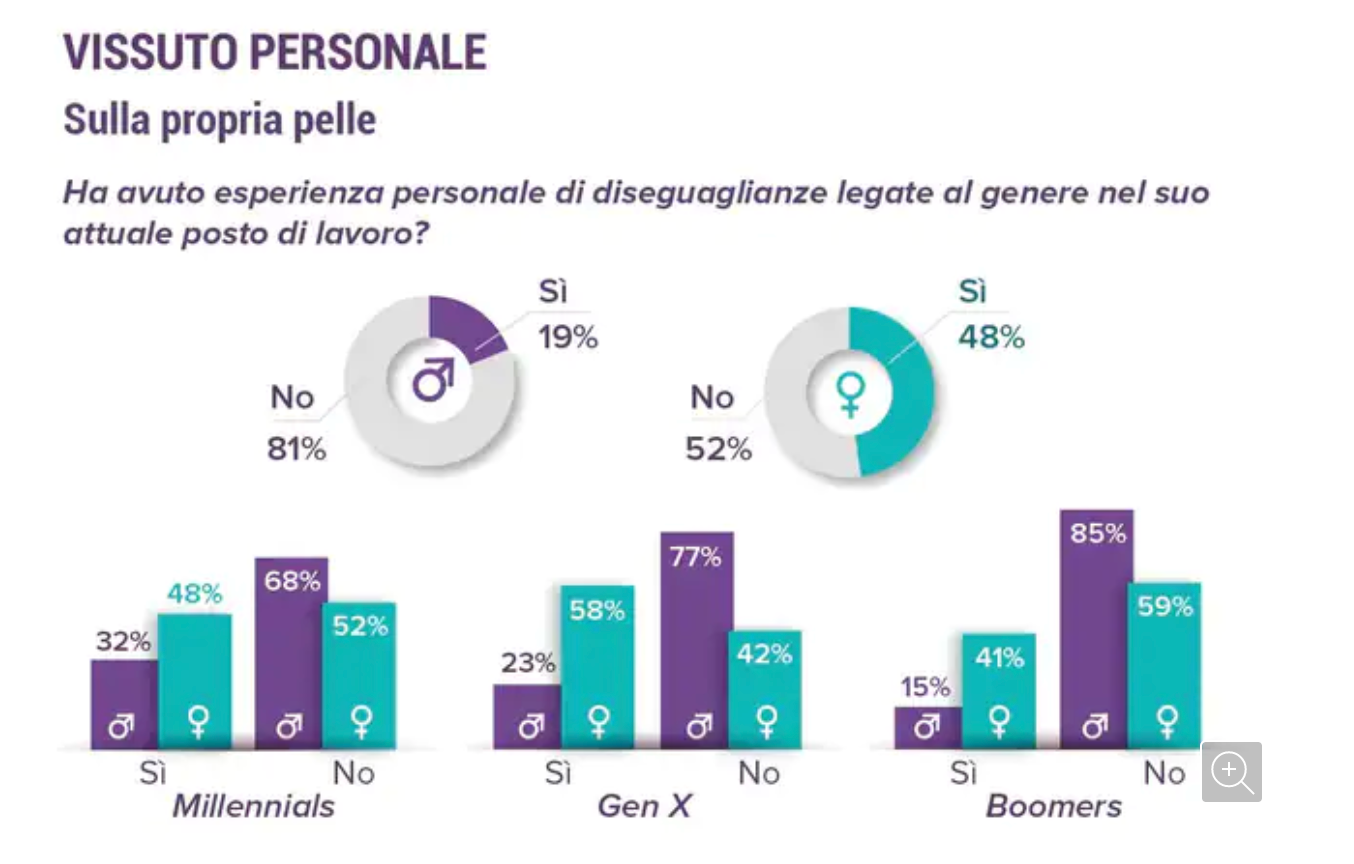 VISSUTO PERSONALE
Sulla propria pelle
Ha avuto esperienza personale di diseguaglianze legate al genere nel suo
attuale posto di lavoro?
Sì
19%
No
81%
Sì
48%
No
52%
32%
48%
68%
52%
Sì
No
Millennials
23%
58%
77%
42%
Sì
No
Gen X
15%
41%
85%
59%
Sì
No
Boomers